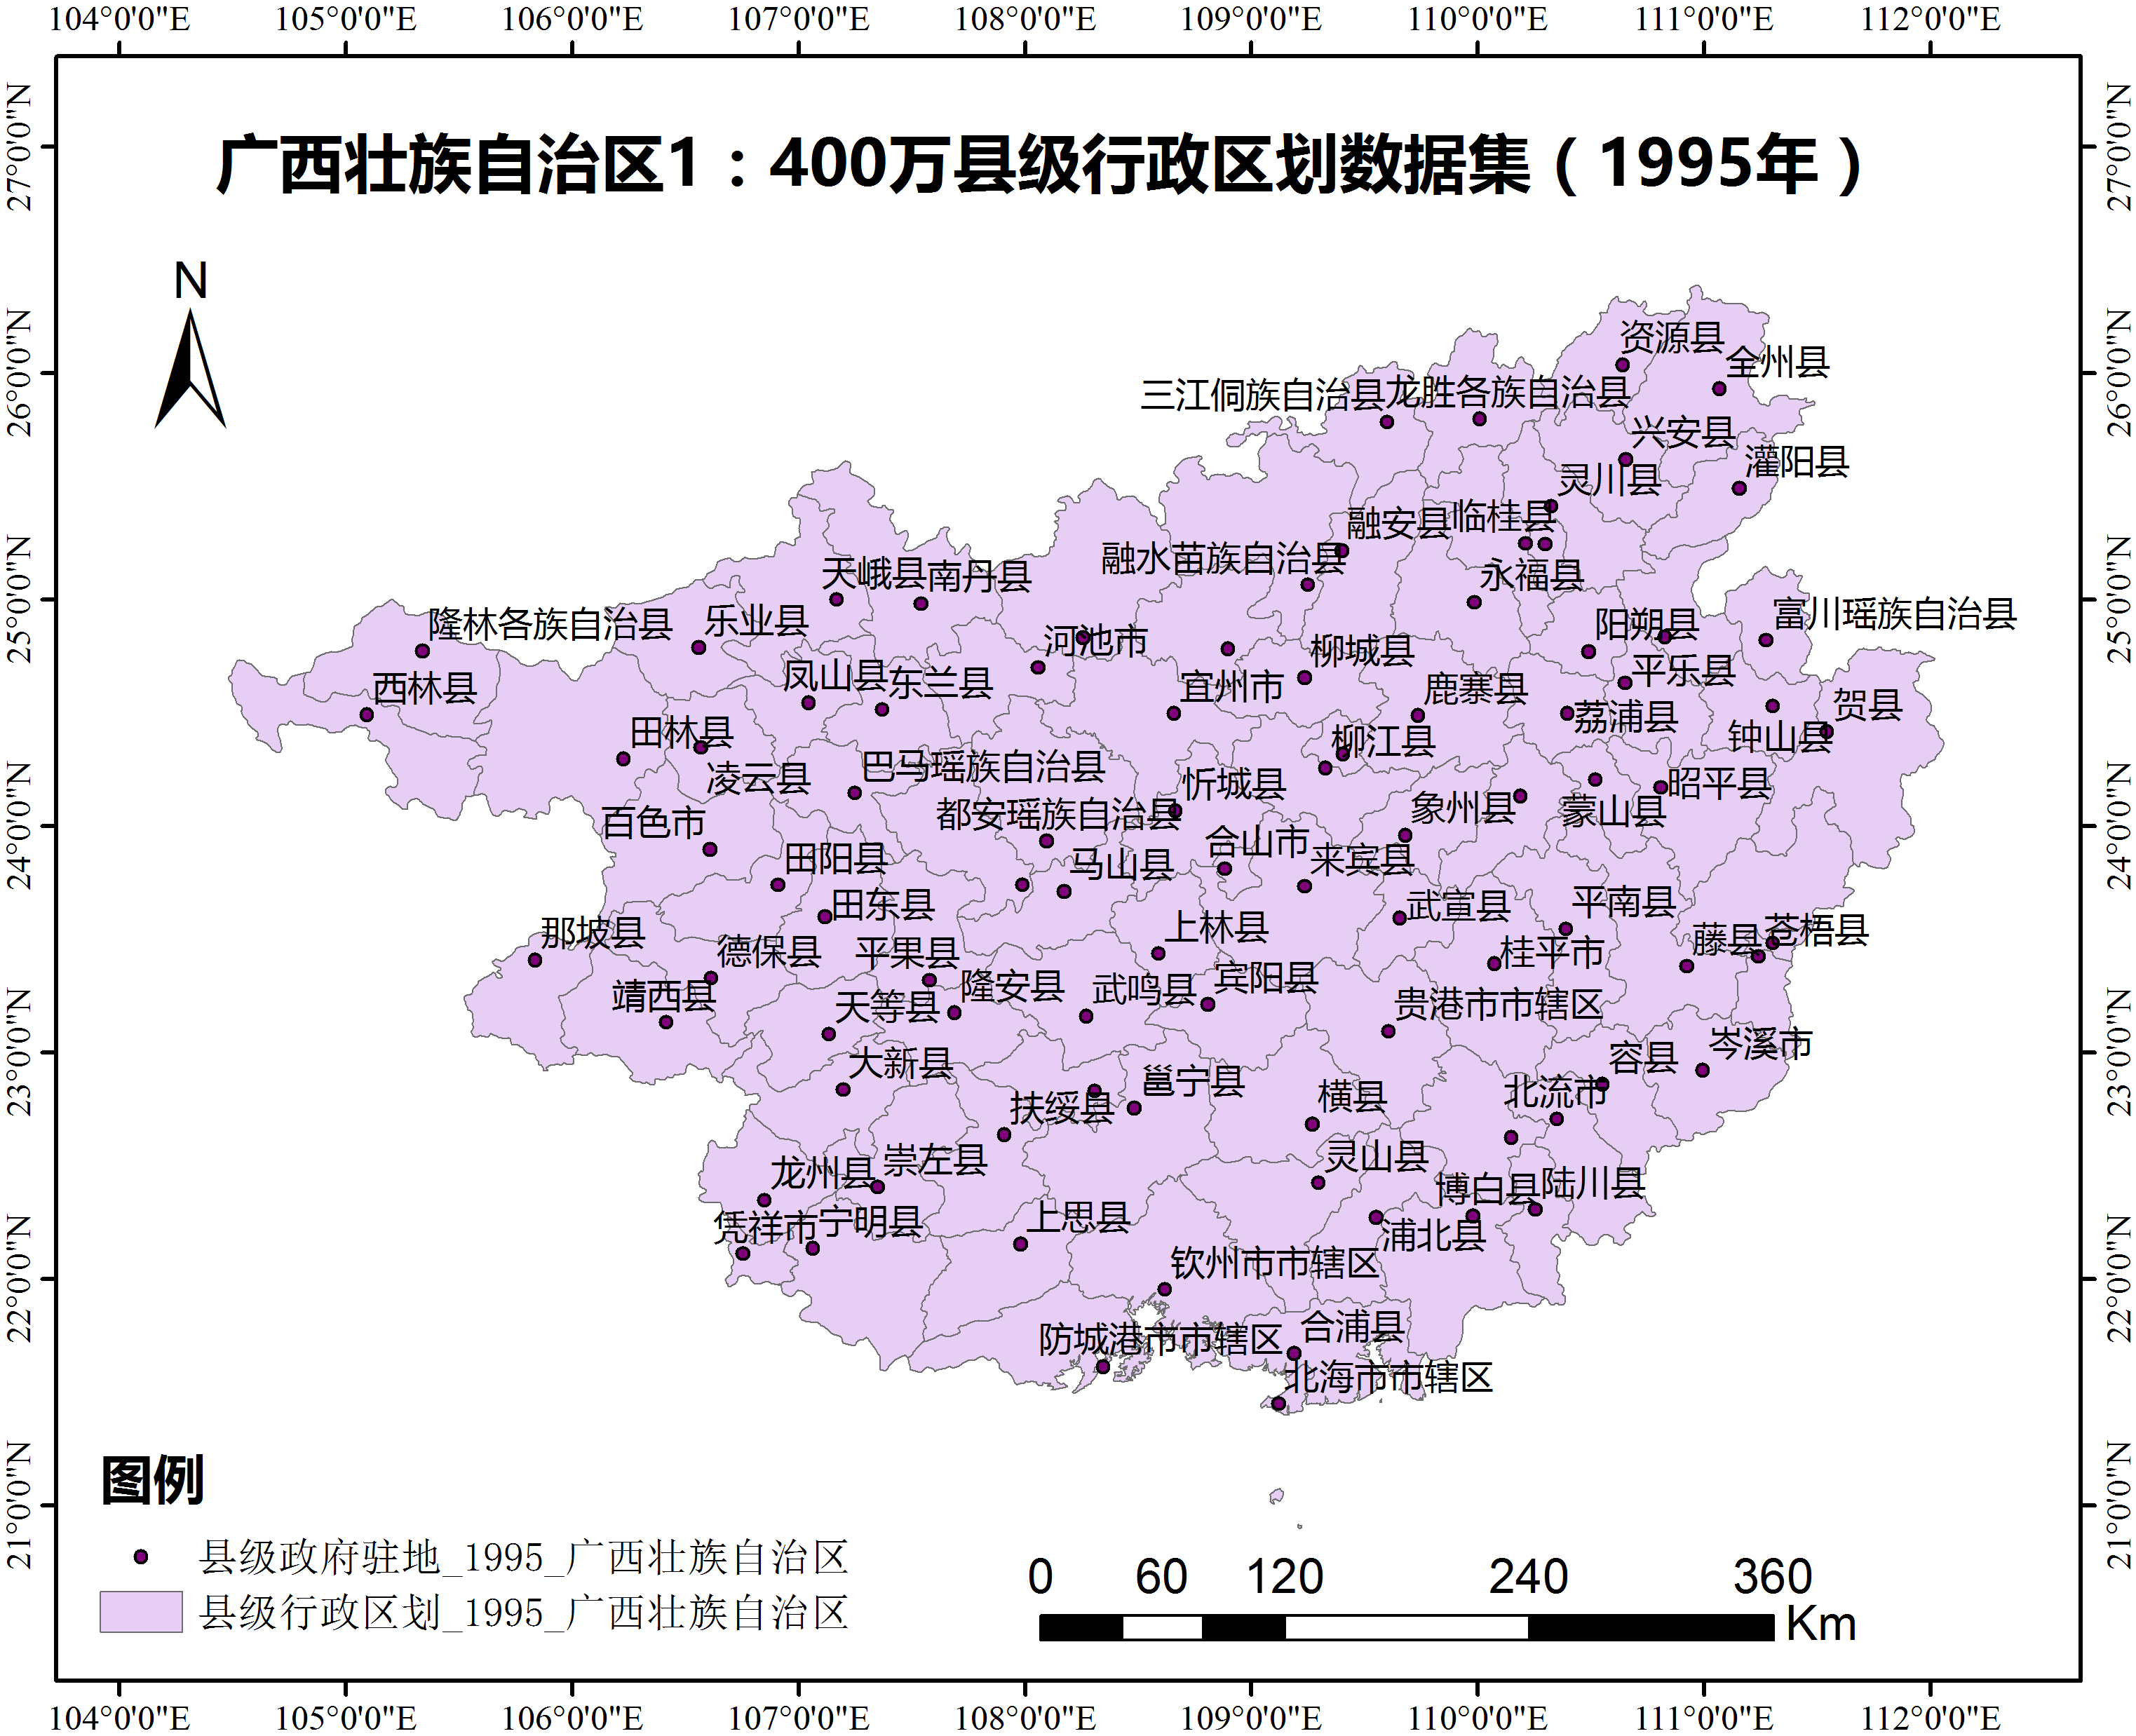 104°0'0"E 105°0'0"E 106°0'0"E 107°0'0"E 108°0'0"E 109°0'0"E 110°0'0"E 111°0'0"E 112°0'0"E
广西壮族自治区1：400万县级行政区划数据集（1995年）
N
27°0'0"N
26°0'0"N
25°0'0"N
24°0'0"N
23°0'0"N
22°0'0"N
21°0'0"N
27°0'0"N
26°0'0"N
25°0'0"N
24°0'0"N
23°0'0"N
22°0'0"N
21°0'0"N
资源县
全州县
三江侗族自治县
龙胜各族自治县
兴安县
灌阳县
灵川县
融安县
临桂县
融水苗族自治县
永福县
天峨县
南丹县
隆林各族自治县
乐业县
河池市
阳朔县
富川瑶族自治县
柳城县
平乐县
西林县
凤山县
东兰县
宜州市
鹿寨县
荔浦县
贺县
钟山县
田林县
柳江县
凌云县
巴马瑶族自治县
忻城县
昭平县
百色市
都安瑶族自治县
象州县
蒙山县
合山市
田阳县
马山县
来宾县
田东县
武宣县
平南县
那坡县
德保县
平果县
上林县
桂平市
藤县
苍梧县
靖西县
隆安县
武鸣县
宾阳县
天等县
贵港市市辖区
大新县
岑溪市
容县
邕宁县
扶绥县
横县
北流市
龙州县
崇左县
灵山县
博白县
陆川县
凭祥市
宁明县
上思县
浦北县
钦州市市辖区
防城港市市辖区
合浦县
北海市市辖区
图例
县级政府驻地_1995_广西壮族自治区
县级行政区划_1995_广西壮族自治区
0 60 120 240 360
Km
104°0'0"E 105°0'0"E 106°0'0"E 107°0'0"E 108°0'0"E 109°0'0"E 110°0'0"E 111°0'0"E 112°0'0"E